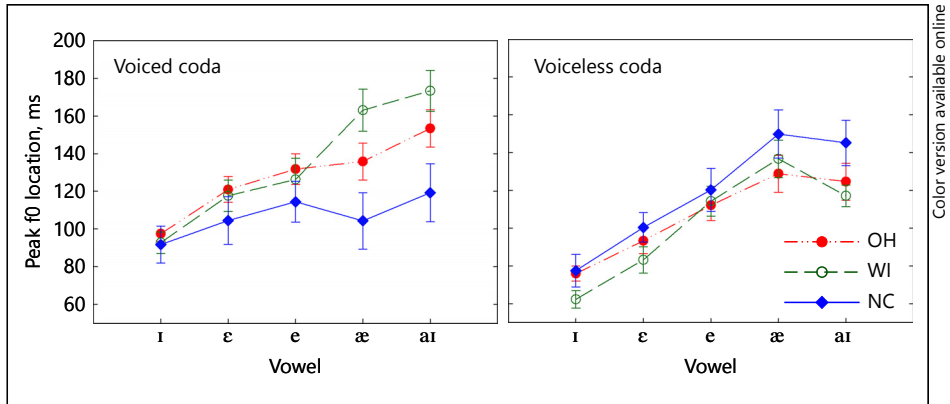 Voiced coda
Peak f0 location, ms
200
180
160
140
120
100
80
60
ɪ ɛ e æ aɪ
Vowel
Voiceless coda
OH
WI
NC
ɪ ɛ e æ aɪ
Vowel
Color version available online